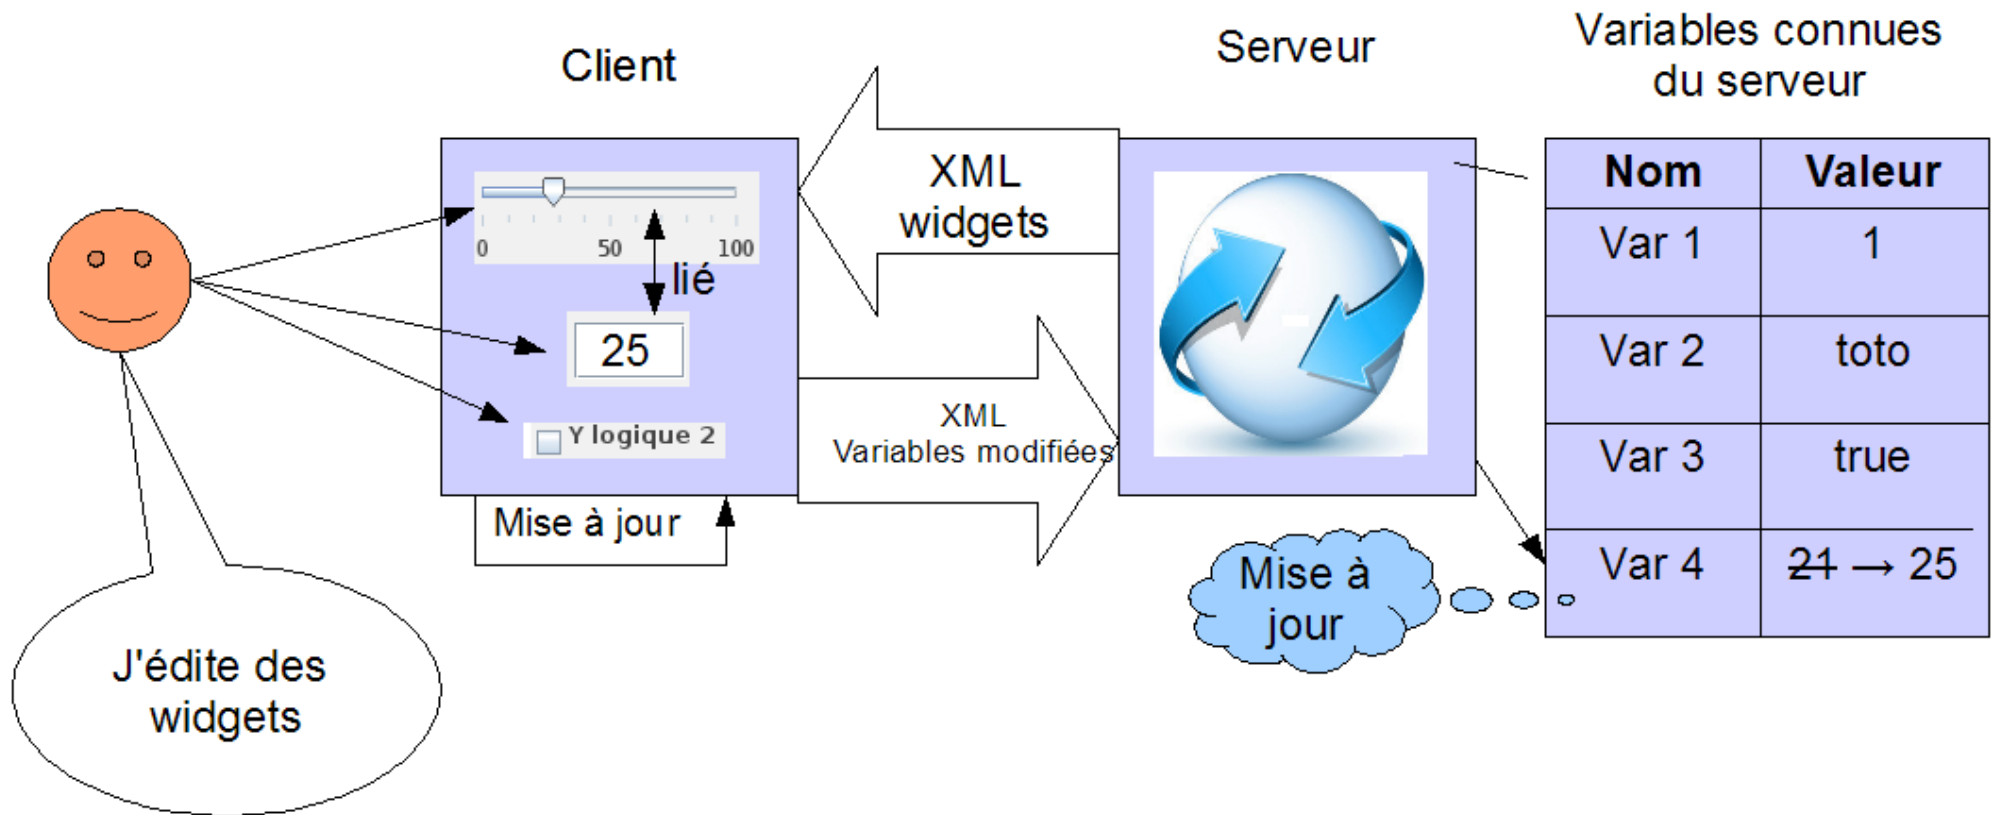 Client
Serveur
Variables connues
du serveur
0 50 100
lié
25
Y logique 2
Mise à jour
XML
widgets
XML
Variables modifiées
Nom Valeur
Var 1 1
Var 2 toto
Var 3 true
Var 4 21 → 25
Mise à
jour
J'édite des
widgets